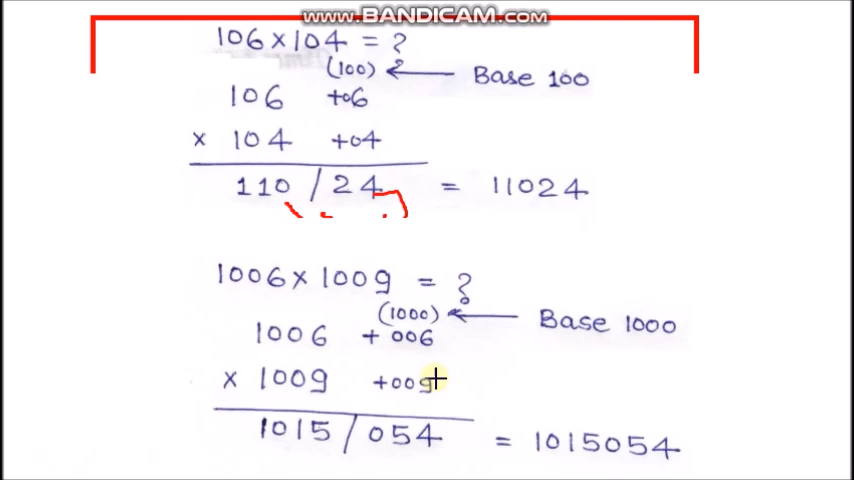 www.BANDICAM.com
106 × 104 = ?
(100) ← Base 100
106 +06
× 104 +04
110 / 24 = 11024
1006 × 1009 = ?
(1000) ← Base 1000
1006 + 006
× 1009 +009
1015 / 054 = 1015054